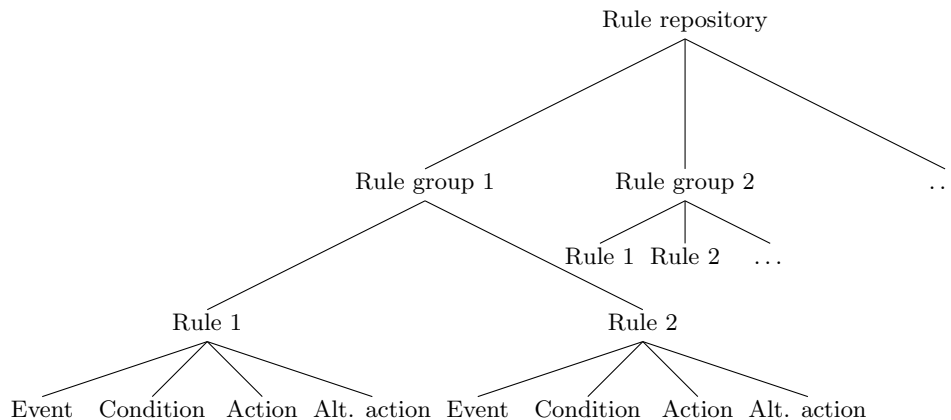 Rule repository
Rule group 1 Rule group 2 ...
Rule 1 Rule 2 ...
Rule 1 Rule 2
Event Condition Action Alt. action Event Condition Action Alt. action